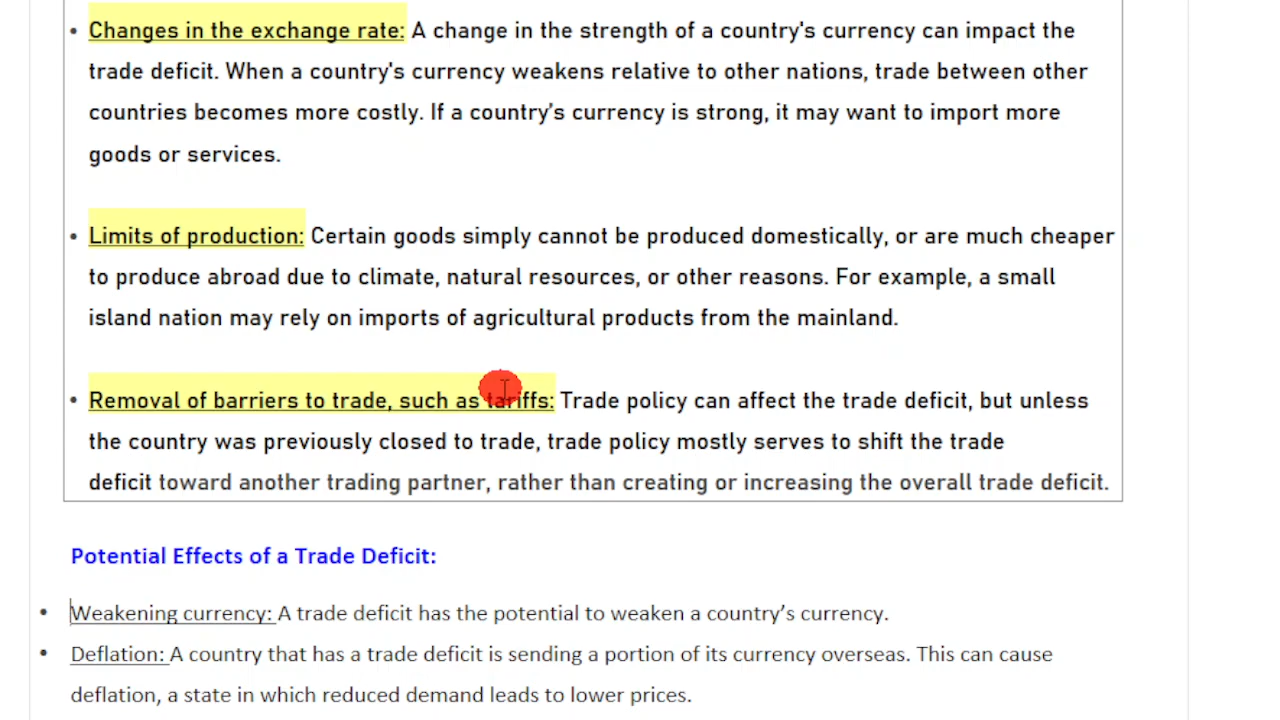 • Changes in the exchange rate: A change in the strength of a country's currency can impact the
trade deficit. When a country's currency weakens relative to other nations, trade between other
countries becomes more costly. If a country's currency is strong, it may want to import more
goods or services.
• Limits of production: Certain goods simply cannot be produced domestically, or are much cheaper
to produce abroad due to climate, natural resources, or other reasons. For example, a small
island nation may rely on imports of agricultural products from the mainland.
• Removal of barriers to trade, such as tariffs: Trade policy can affect the trade deficit, but unless
the country was previously closed to trade, trade policy mostly serves to shift the trade
deficit toward another trading partner, rather than creating or increasing the overall trade deficit.
Potential Effects of a Trade Deficit:
• Weakening currency: A trade deficit has the potential to weaken a country’s currency.
• Deflation: A country that has a trade deficit is sending a portion of its currency overseas. This can cause
deflation, a state in which reduced demand leads to lower prices.